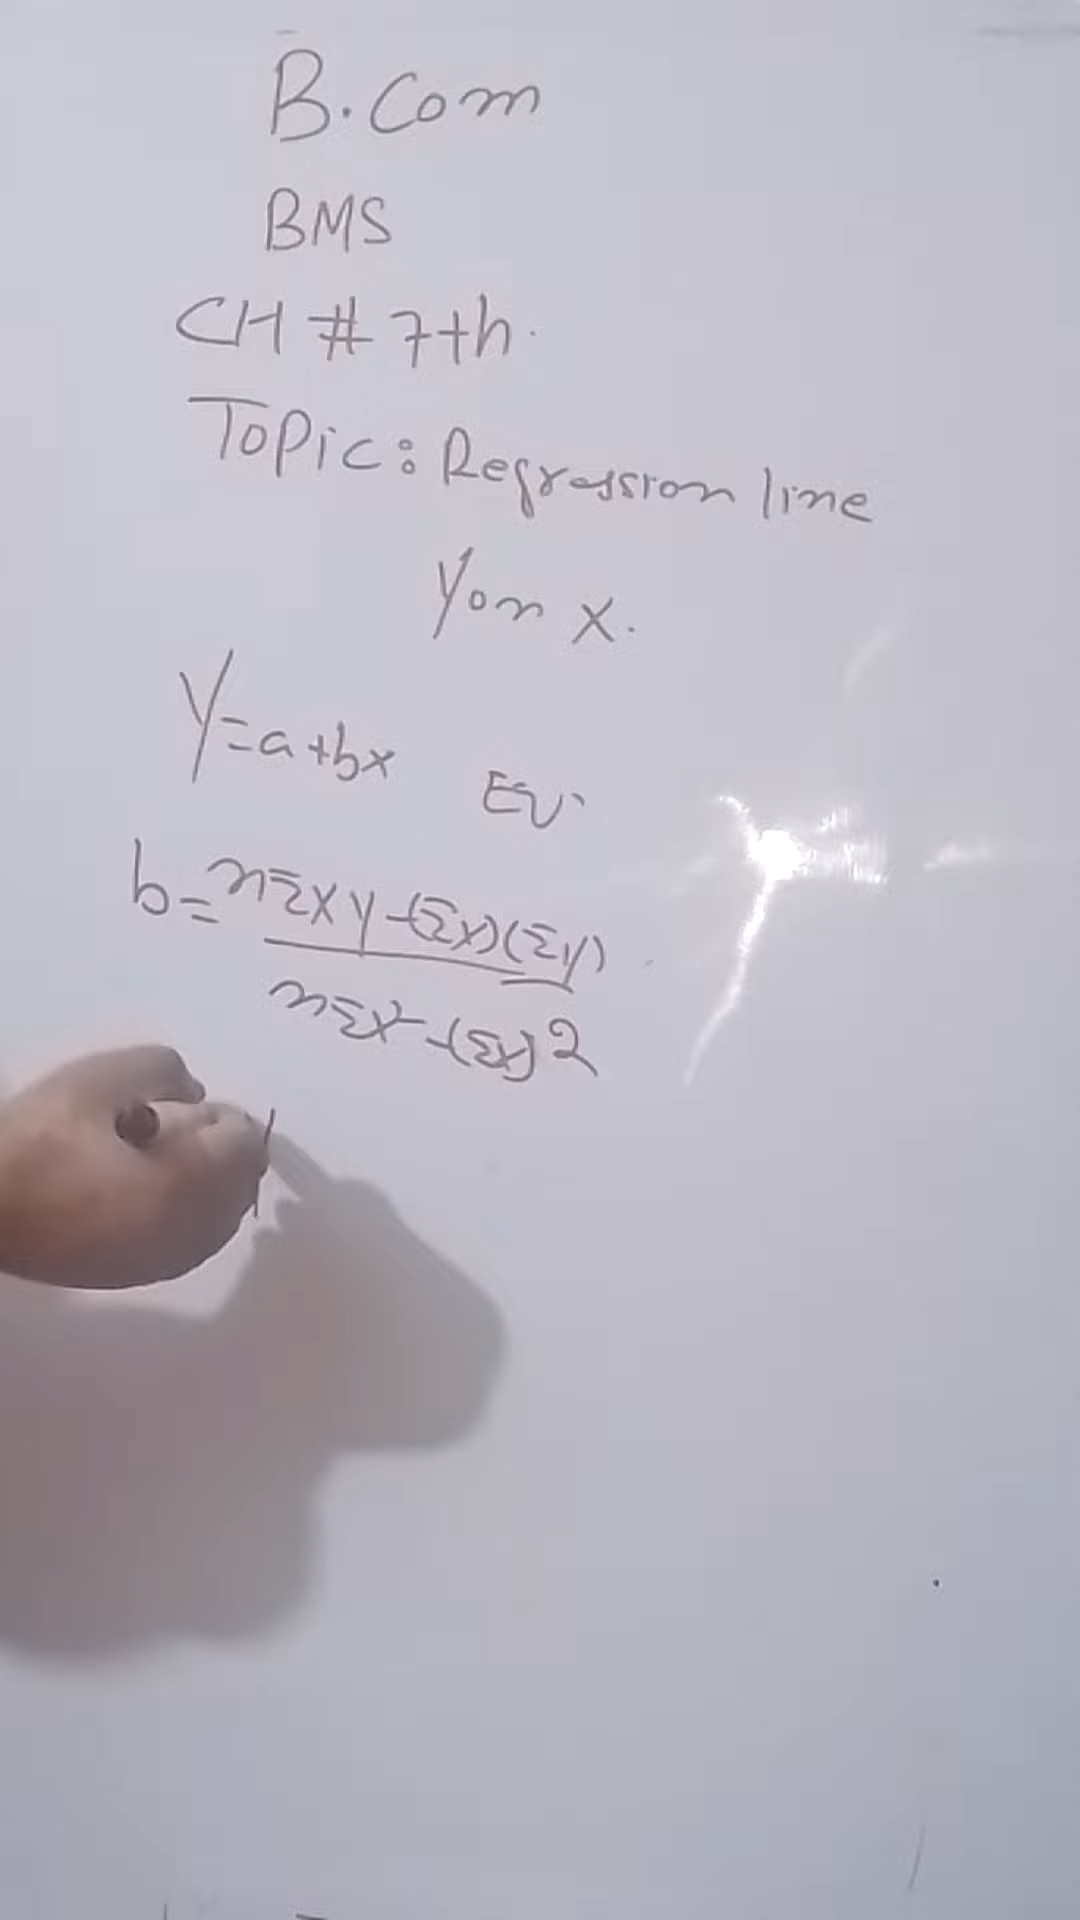 B.Com
BMS
CH # 7th.
Topic: Regression line
Y on X.
Y=a+bx
b=nΣXY-(Σx)(Σy)
nΣx²-(Σx)2